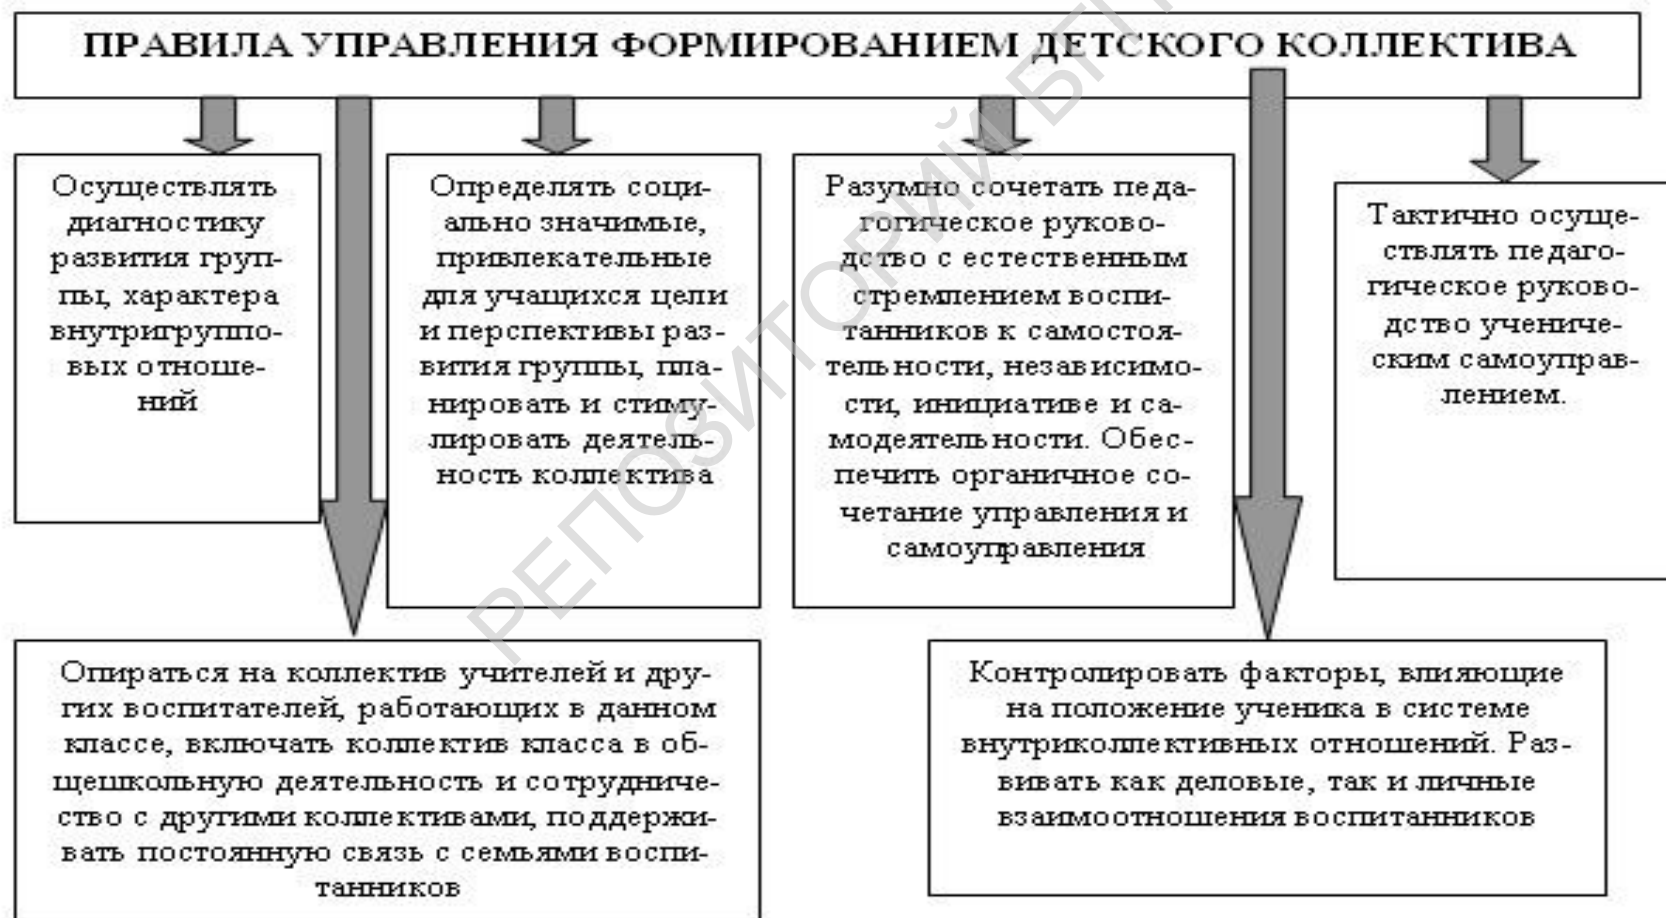 ПРАВИЛА УПРАВЛЕНИЯ ФОРМИРОВАНИЕМ ДЕТСКОГО КОЛЛЕКТИВА
Осуществлять
диагностику
развития груп-
пы, характера
внутригруппо-
вых отноше-
ний
Определять соци-
ально значимые,
привлекательные
для учащихся цели
и перспективы раз-
вития группы, пла-
нировать и стиму-
лировать деятель-
ность коллектива
Разумно сочетать педа-
гогическое руково-
дство с естественным
стремлением воспи-
танников к самостоя-
тельности, независимо-
сти, инициативе и са-
модеятельности. Обес-
печить органичное со-
четание управления и
самоуправления
Тактично осуще-
ствлять педаго-
гическое руково-
дство учениче-
ским самоуправ-
лением.
Опираться на коллектив учителей и дру-
гих воспитателей, работающих в данном
классе, включать коллектив класса в об-
щешкольную деятельность и сотрудниче-
ство с другими коллективами, поддержи-
вать постоянную связь с семьями воспи-
танников
Контролировать факторы, влияющие
на положение ученика в системе
внутриколлективных отношений. Раз-
вивать как деловые, так и личные
взаимоотношения воспитанников
РЕПОЗИТОРИЙ